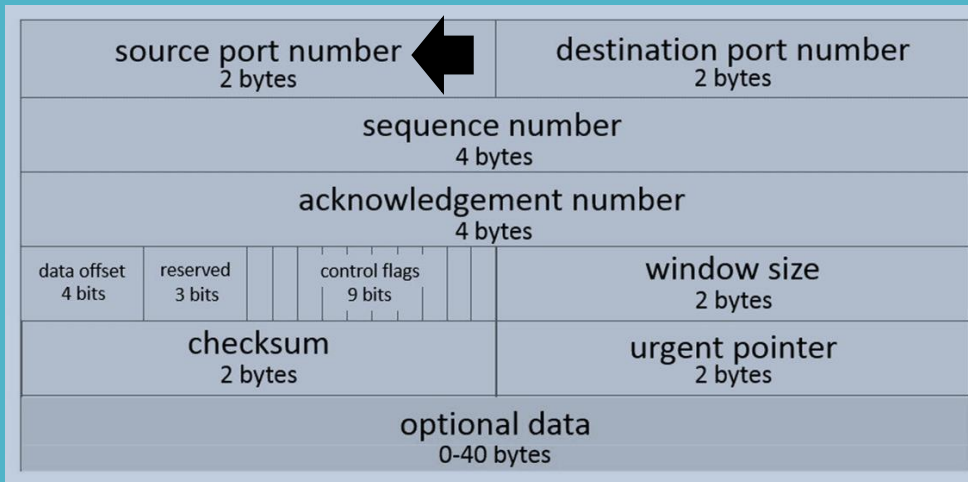 source port number
2 bytes
destination port number
2 bytes
sequence number
4 bytes
acknowledgement number
4 bytes
data offset
4 bits
reserved
3 bits
control flags
9 bits
window size
2 bytes
checksum
2 bytes
urgent pointer
2 bytes
optional data
0-40 bytes